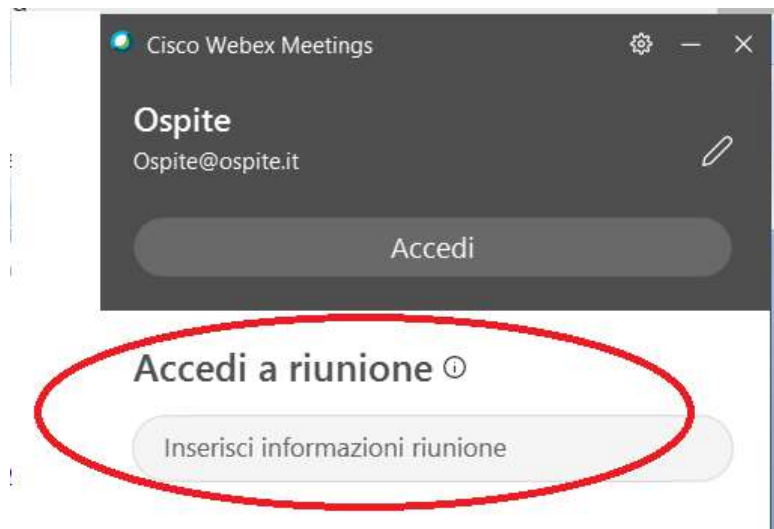 Cisco Webex Meetings
Ospite
Ospite@ospite.it
Accedi
Accedi a riunione
Inserisci informazioni riunione